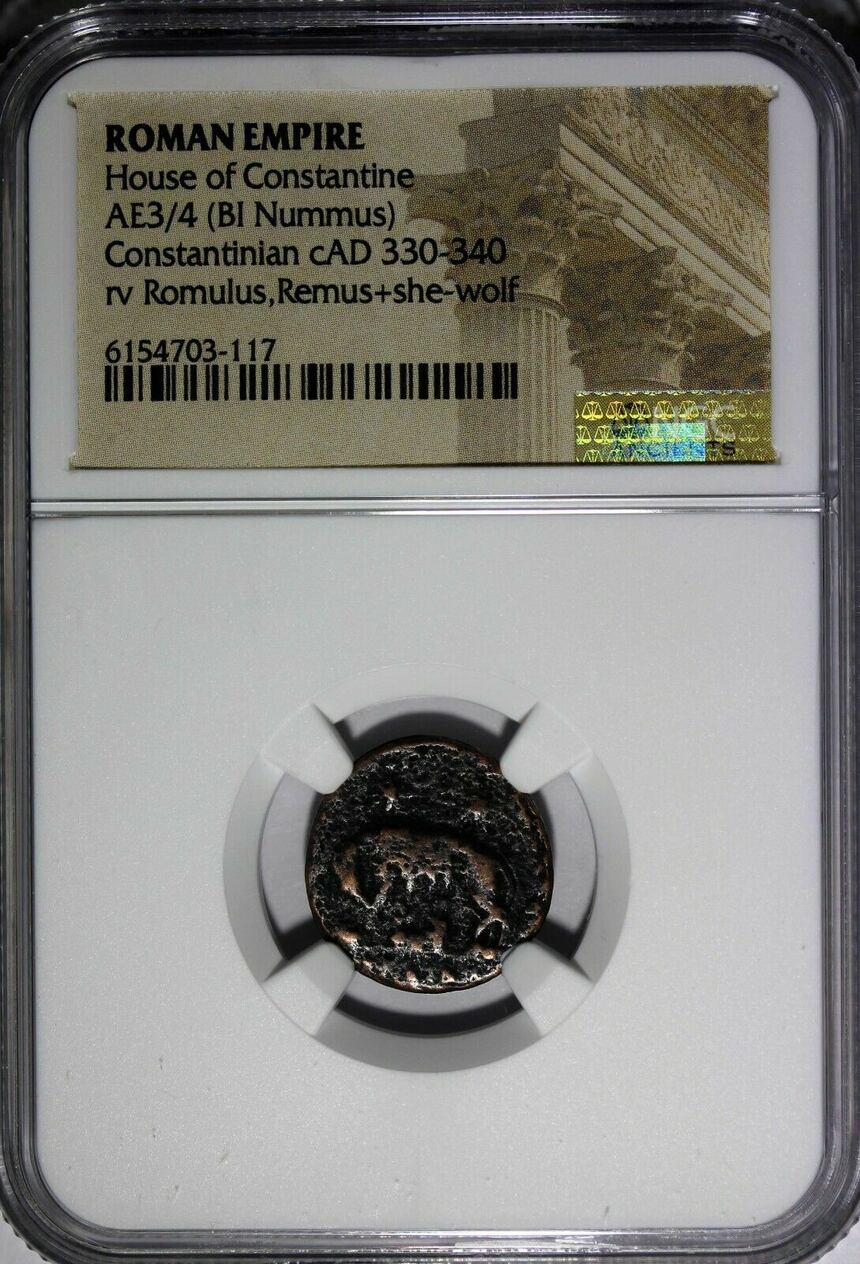 ROMAN EMPIRE
House of Constantine
AE3/4 (BI Nummus)
Constantinian cAD 330-340
rv Romulus,Remus+she-wolf
6154703-117